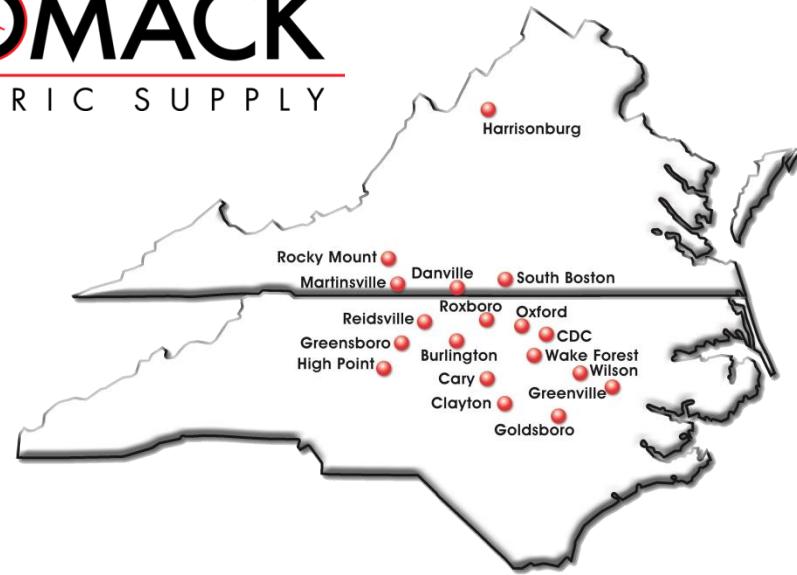 OMACK
RIC SUPPLY
Harrisonburg
Rocky Mount
Martinsville
Danville
South Boston
Roxboro
Oxford
Reidsville
CDC
Greensboro
Burlington
Wake Forest
High Point
Wilson
Cary
Greenville
Clayton
Goldsboro